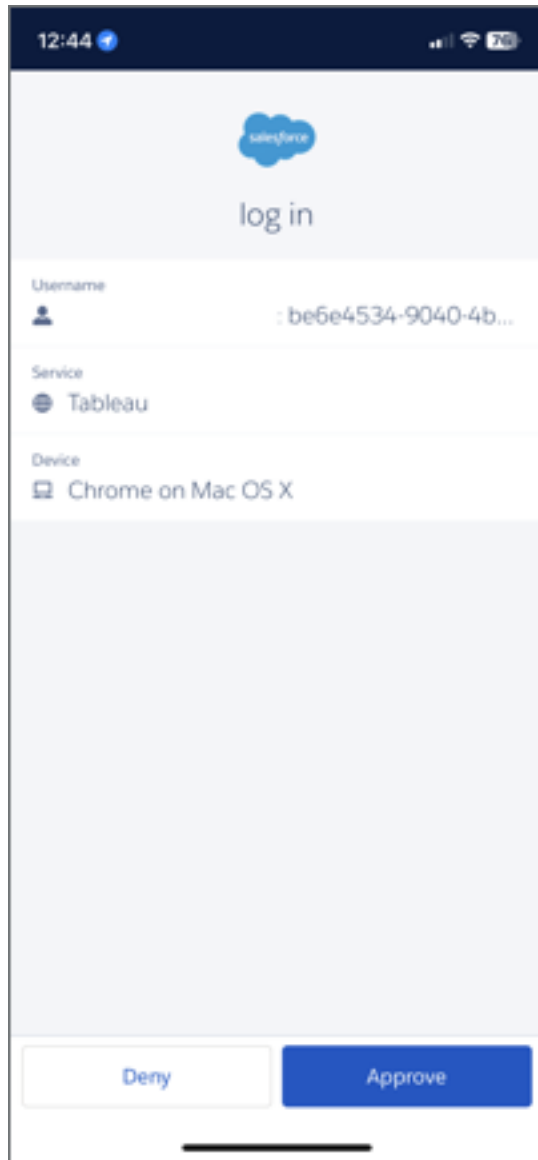 12:44
76
salesforce
log in
Username
: be6e4534-9040-4b...
Service
Tableau
Device
Chrome on Mac OS X
Deny
Approve